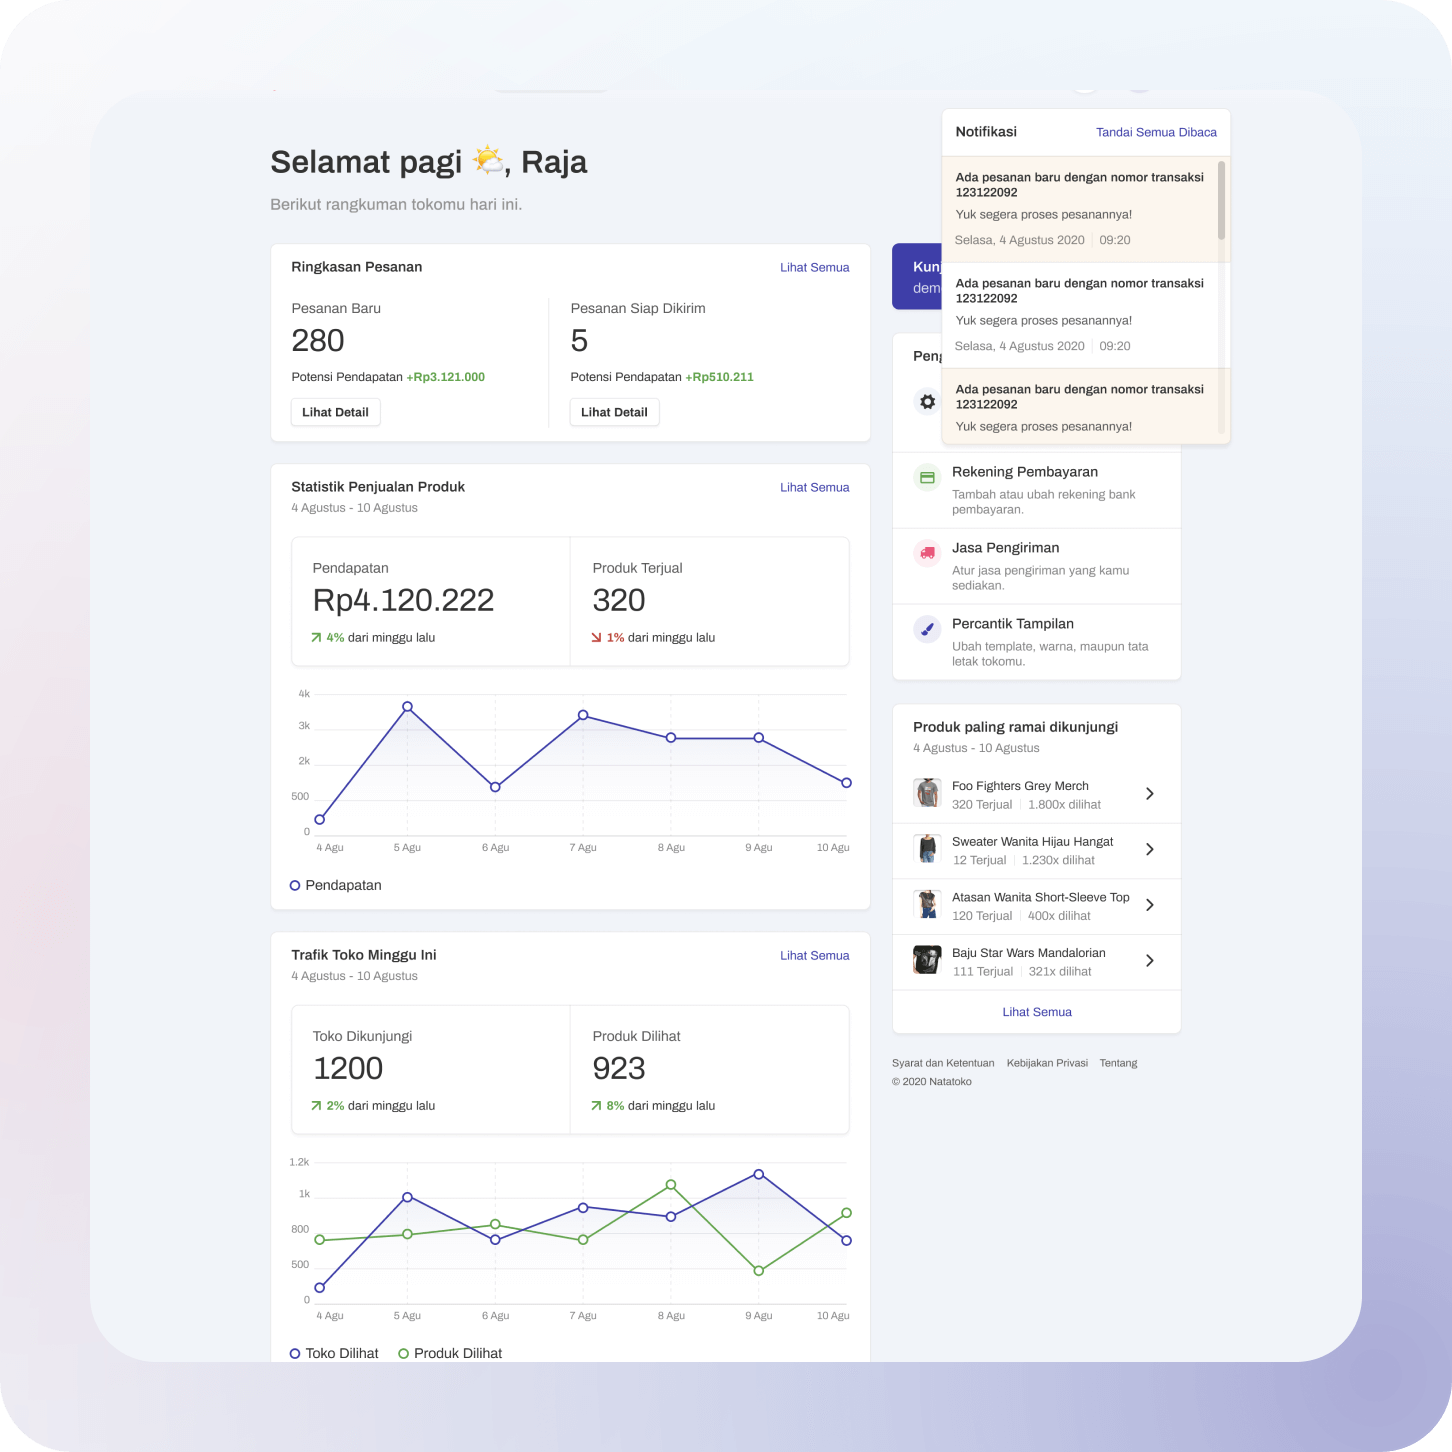 Selamat pagi 🌤️, Raja
Berikut rangkuman tokomu hari ini.
Ringkasan Pesanan
Lihat Semua
Pesanan Baru
280
Potensi Pendapatan +Rp3.121.000
Lihat Detail
Pesanan Siap Dikirim
5
Potensi Pendapatan +Rp510.211
Lihat Detail
Statistik Penjualan Produk
Lihat Semua
4 Agustus - 10 Agustus
Pendapatan
Rp4.120.222
4% dari minggu lalu
Produk Terjual
320
1% dari minggu lalu
4k
3k
2k
500
0
4 Agu 5 Agu 6 Agu 7 Agu 8 Agu 9 Agu 10 Agu
Pendapatan
Trafik Toko Minggu Ini
Lihat Semua
4 Agustus - 10 Agustus
Toko Dikunjungi
1200
2% dari minggu lalu
Produk Dilihat
923
8% dari minggu lalu
1.2k
1k
800
500
0
4 Agu 5 Agu 6 Agu 7 Agu 8 Agu 9 Agu 10 Agu
Toko Dilihat Produk Dilihat
Notifikasi
Tandai Semua Dibaca
Ada pesanan baru dengan nomor transaksi
123122092
Yuk segera proses pesanannya!
Selasa, 4 Agustus 2020 09:20
Ada pesanan baru dengan nomor transaksi
123122092
Yuk segera proses pesanannya!
Selasa, 4 Agustus 2020 09:20
Ada pesanan baru dengan nomor transaksi
123122092
Yuk segera proses pesanannya!
Rekening Pembayaran
Tambah atau ubah rekening bank
pembayaran.
Jasa Pengiriman
Atur jasa pengiriman yang kamu
sediakan.
Percantik Tampilan
Ubah template, warna, maupun tata
letak tokomu.
Produk paling ramai dikunjungi
4 Agustus - 10 Agustus
Foo Fighters Grey Merch
320 Terjual 1.800x dilihat
Sweater Wanita Hijau Hangat
12 Terjual 1.230x dilihat
Atasan Wanita Short-Sleeve Top
120 Terjual 400x dilihat
Baju Star Wars Mandalorian
111 Terjual 321x dilihat
Lihat Semua
Syarat dan Ketentuan Kebijakan Privasi Tentang
© 2020 Natatoko